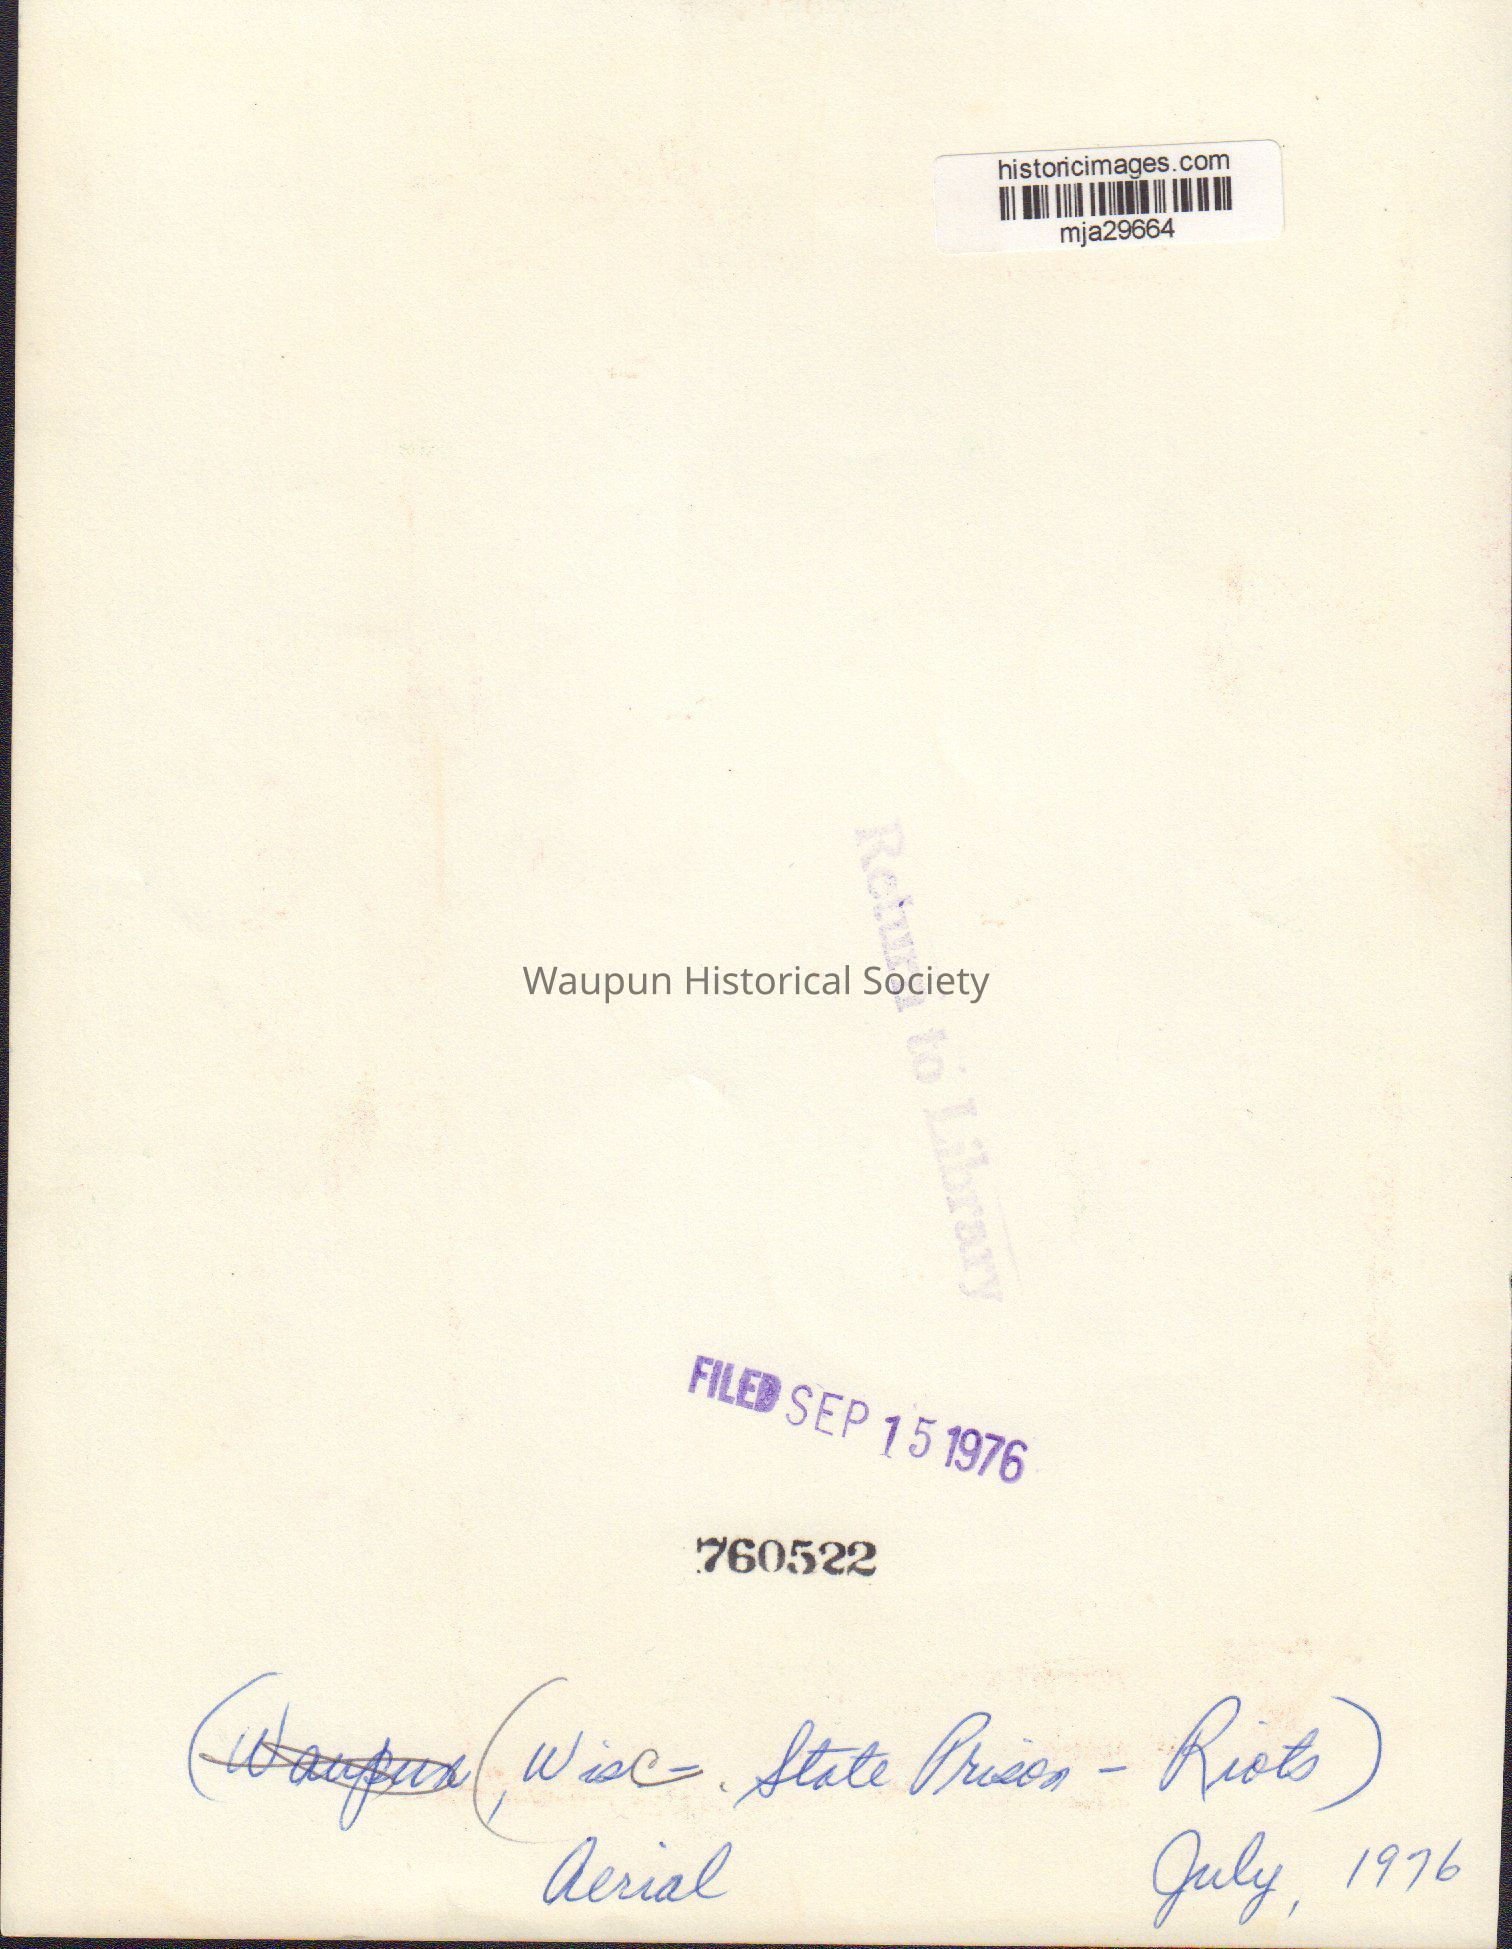 historicimages.com
mja29664
Return to Library
Waupun Historical Society
FILED SEP 15 1976
760522
(Waupun (, Wisc - . State Prison - Riots)
Aerial July, 1976